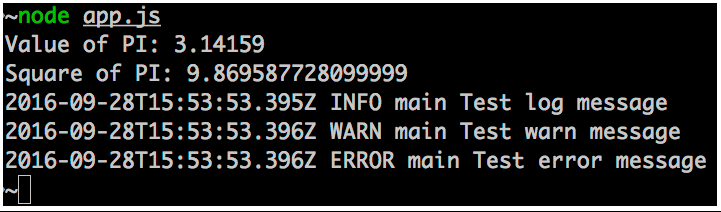 ~node app.js
Value of PI: 3.14159
Square of PI: 9.869587728099999
2016-09-28T15:53:53.395Z INFO main Test log message
2016-09-28T15:53:53.396Z WARN main Test warn message
2016-09-28T15:53:53.396Z ERROR main Test error message
~